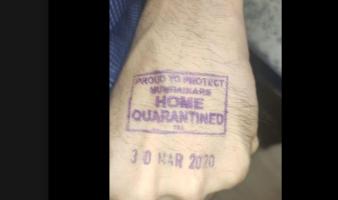 PROUD TO PROTECT
MUMBAIKARS
HOME
QUARANTINED
30 MAR 2020